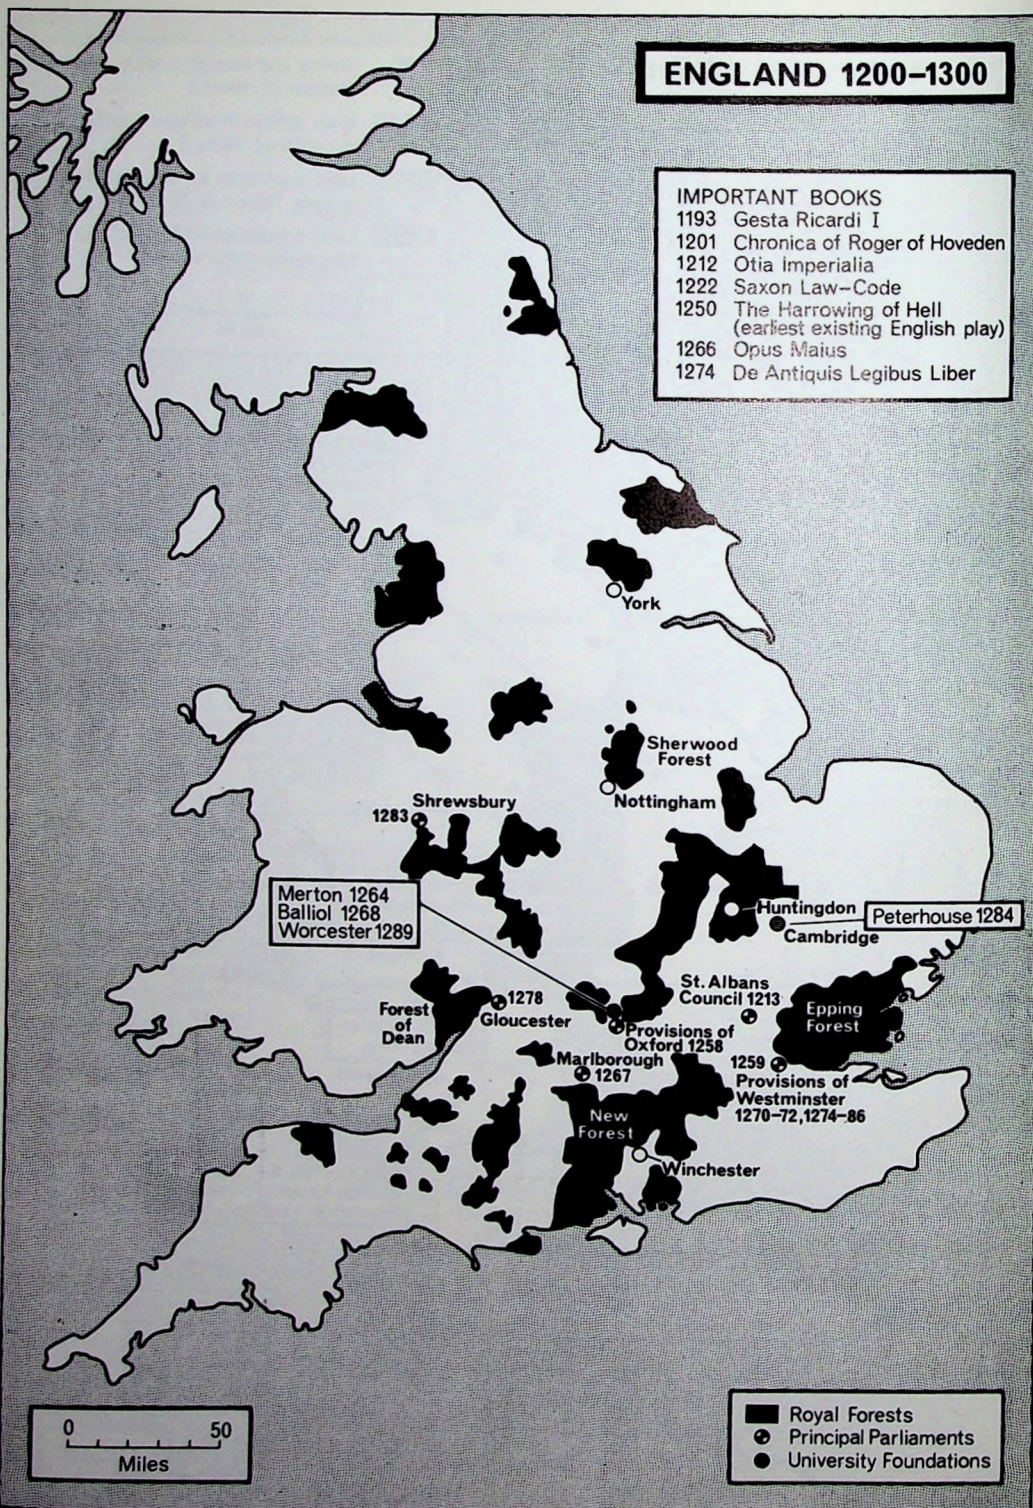 ENGLAND 1200–1300
IMPORTANT BOOKS
1193 Gesta Ricardi I
1201 Chronica of Roger of Hoveden
1212 Otia Imperialia
1222 Saxon Law–Code
1250 The Harrowing of Hell
(earliest existing English play)
1266 Opus Maius
1274 De Antiquis Legibus Liber
York
Sherwood
Forest
Nottingham
Shrewsbury
1283
Merton 1264
Balliol 1268
Worcester 1289
Huntingdon
Peterhouse 1284
Cambridge
St. Albans
Council 1213
Epping
Forest
Forest
of
Dean
1278
Gloucester
Provisions of
Oxford 1258
Marlborough
1267
1259
Provisions of
Westminster
1270–72, 1274–86
New
Forest
Winchester
0 50
Miles
Royal Forests
Principal Parliaments
University Foundations